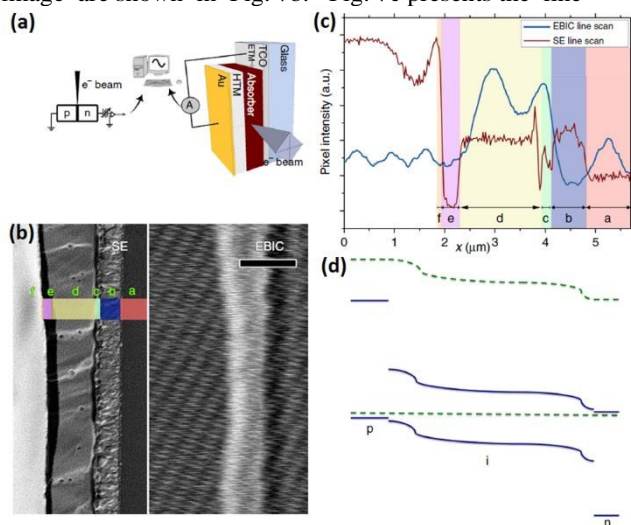 image are shown in Fig. 7b. Fig. 7c presents the line
(a)
e⁻ beam
p n
A
Au
HTM
Absorber
ETM
TCO
Glass
e⁻ beam
(b)
SE
EBIC
f e d c b a
(c)
EBIC line scan
SE line scan
Pixel intensity (a.u.)
f e d c b a
0 1 2 3 4 5
x (μm)
(d)
p
i
n